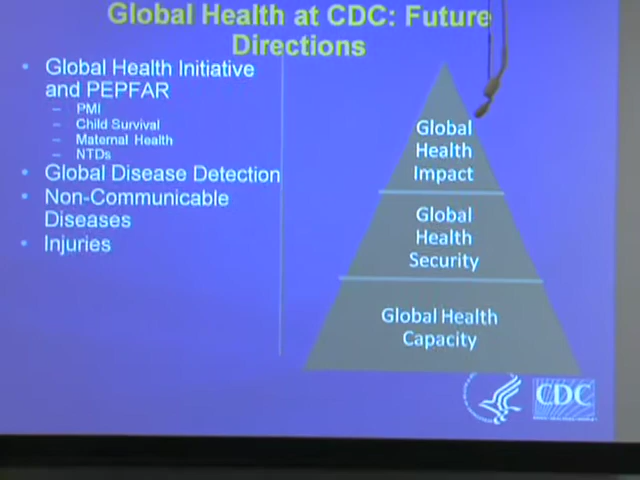 Global Health at CDC: Future
Directions
• Global Health Initiative
and PEPFAR
– PMI
– Child Survival
– Maternal Health
– NTDs
• Global Disease Detection
• Non-Communicable
Diseases
• Injuries
Global
Health
Impact
Global
Health
Security
Global Health
Capacity
CDC